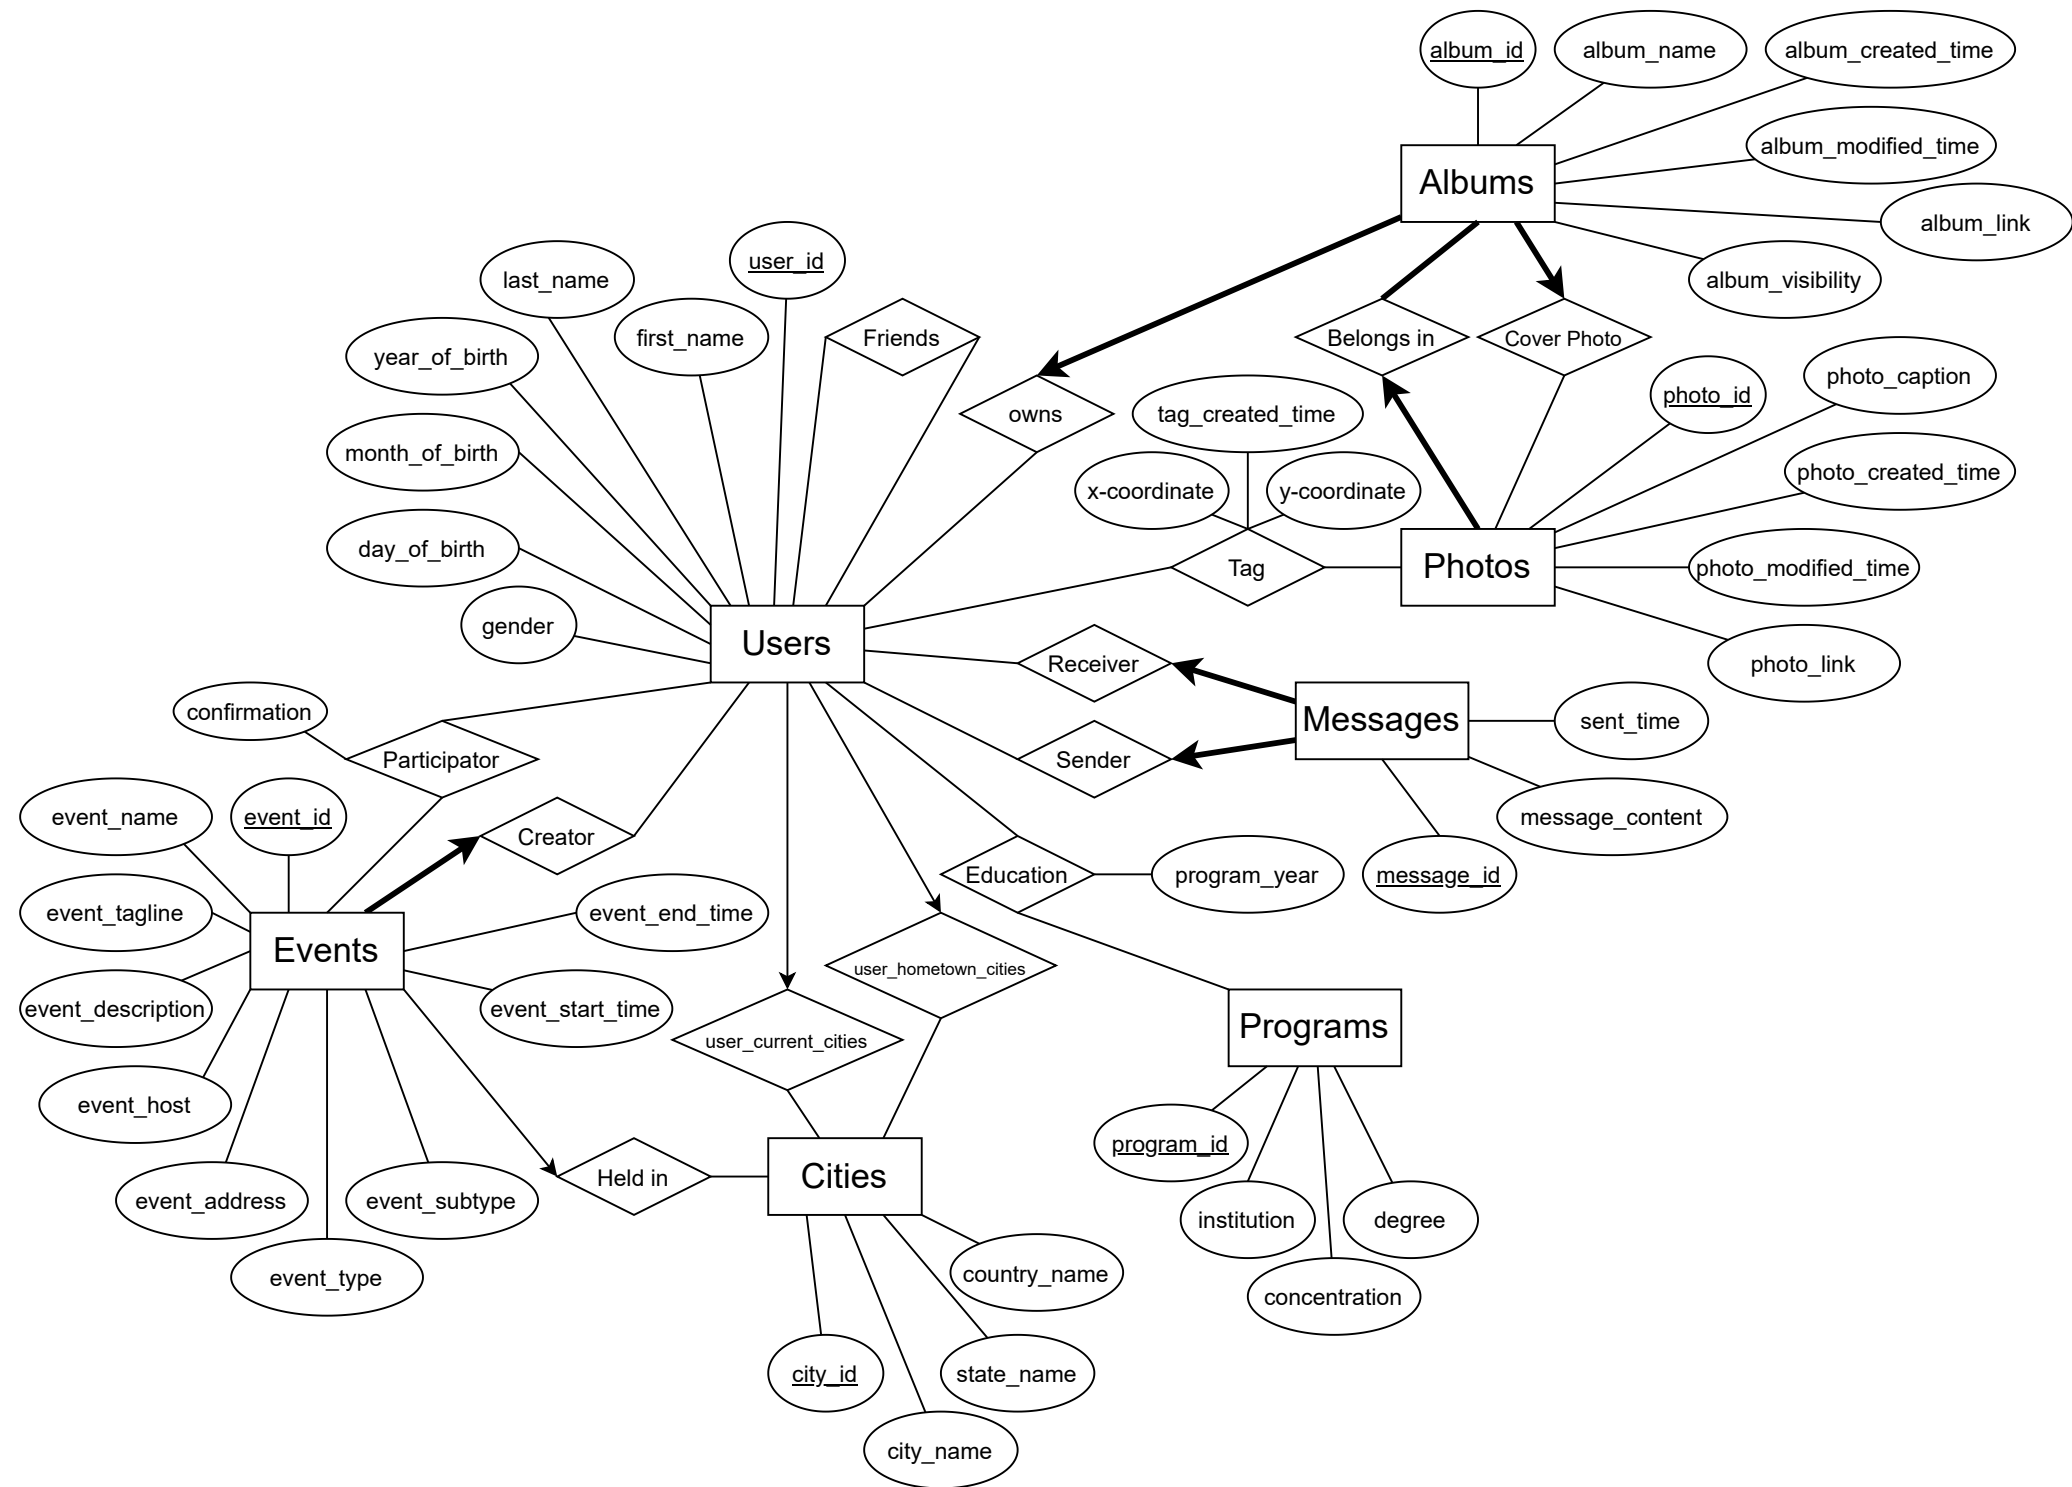 album_id
album_name
album_created_time
album_modified_time
Albums
album_link
album_visibility
user_id
last_name
first_name
Friends
year_of_birth
Belongs in
Cover Photo
photo_caption
photo_id
owns
tag_created_time
month_of_birth
photo_created_time
x-coordinate
y-coordinate
day_of_birth
Tag
Photos
photo_modified_time
gender
Users
Receiver
photo_link
confirmation
Messages
sent_time
Participator
Sender
event_name
event_id
Creator
message_content
Education
program_year
message_id
event_tagline
event_end_time
Events
user_hometown_cities
event_description
event_start_time
user_current_cities
Programs
event_host
program_id
Held in
Cities
event_address
event_subtype
institution
degree
event_type
country_name
concentration
city_id
state_name
city_name